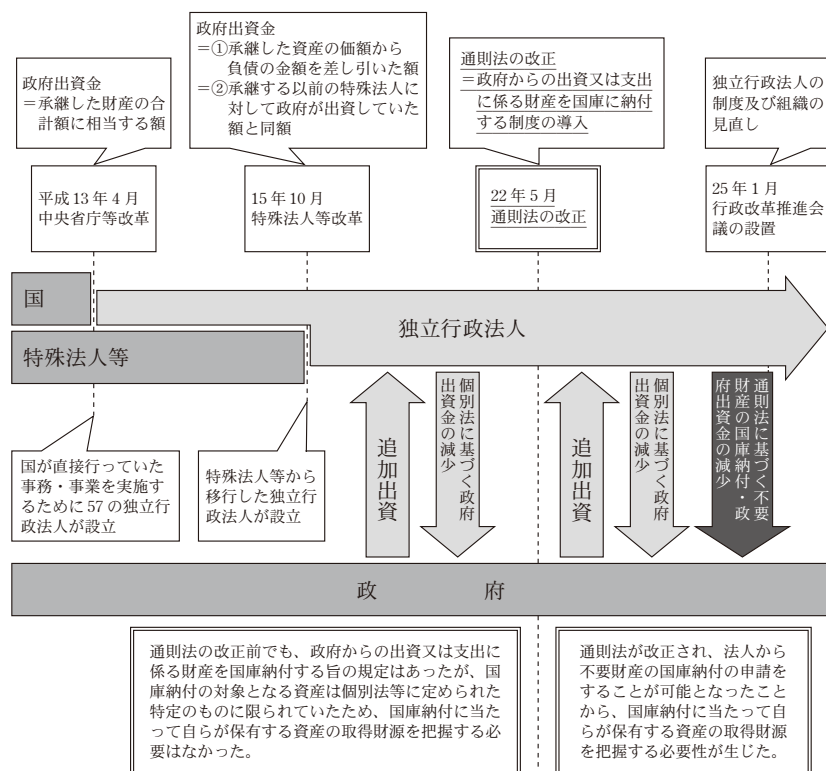 政府出資金
＝承継した財産の合
計額に相当する額
政府出資金
＝①承継した資産の価額から
負債の金額を差し引いた額
＝②承継する以前の特殊法人に
対して政府が出資していた
額と同額
通則法の改正
＝政府からの出資又は支出
に係る財産を国庫に納付
する制度の導入
独立行政法人の
制度及び組織の
見直し
平成13年4月
中央省庁等改革
15年10月
特殊法人等改革
22年5月
通則法の改正
25年1月
行政改革推進会
議の設置
国
特殊法人等
独立行政法人
国が直接行っていた
事務・事業を実施す
るために57の独立行
政法人が設立
特殊法人等から
移行した独立行
政法人が設立
追加出資
個別法に基づく政府
出資金の減少
追加出資
個別法に基づく政府
出資金の減少
通則法に基づく不要
財産の国庫納付・政
府出資金の減少
政府
通則法の改正前でも、政府からの出資又は支出に
係る財産を国庫納付する旨の規定はあったが、国
庫納付の対象となる資産は個別法等に定められた
特定のものに限られていたため、国庫納付に当た
って自らが保有する資産の取得財源を把握する必
要はなかった。
通則法が改正され、法人から
不要財産の国庫納付の申請を
することが可能となったこと
から、国庫納付に当たって自
らが保有する資産の取得財源
を把握する必要性が生じた。